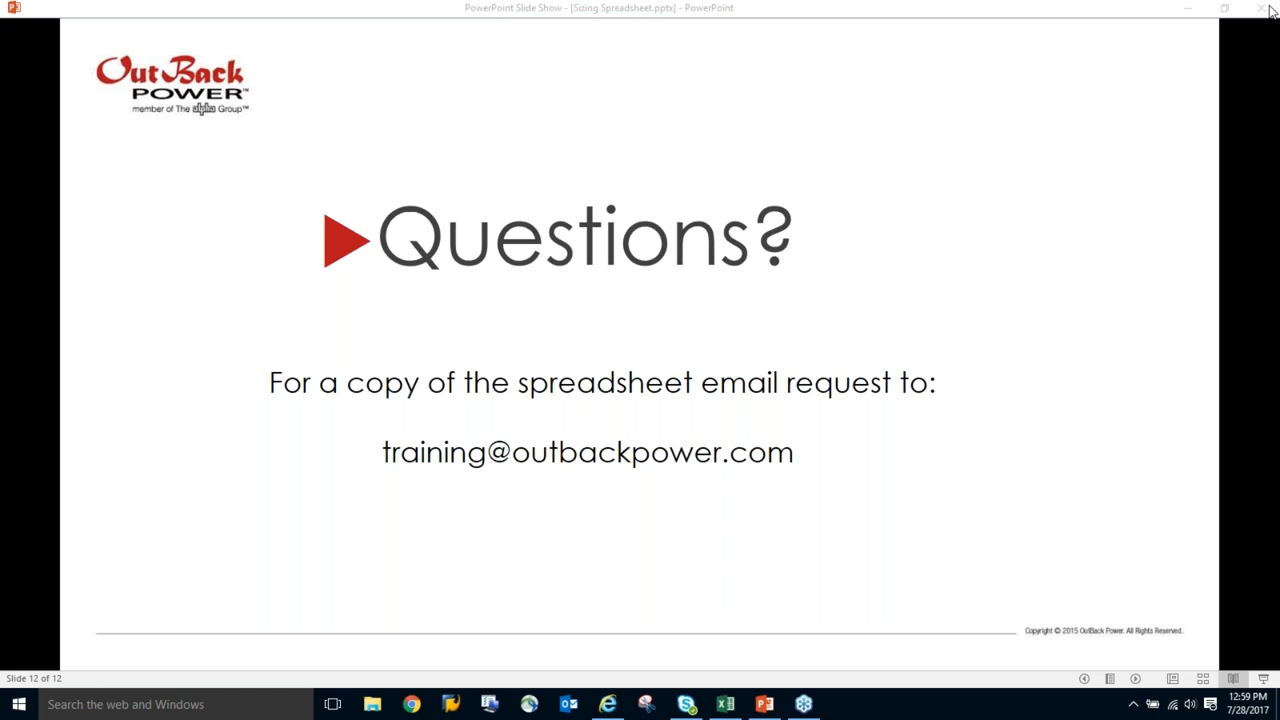 PowerPoint Slide Show - [Sizing Spreadsheet.pptx] - PowerPoint
OutBack
POWER™
member of The alpha Group™
Questions?
For a copy of the spreadsheet email request to:
training@outbackpower.com
Copyright © 2015 OutBack Power. All Rights Reserved.
Slide 12 of 12
Search the web and Windows
12:59 PM
7/28/2017